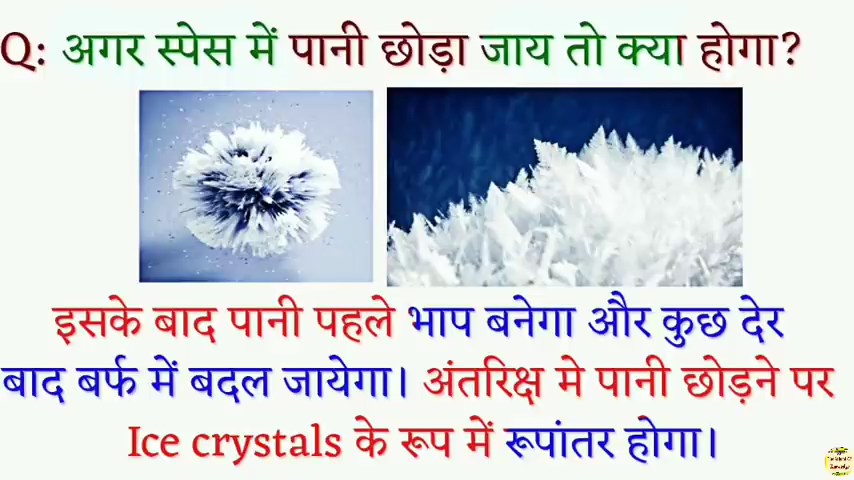 Q: अगर स्पेस में पानी छोड़ा जाय तो क्या होगा?
इसके बाद पानी पहले भाप बनेगा और कुछ देर
बाद बर्फ में बदल जायेगा। अंतरिक्ष मे पानी छोड़ने पर
Ice crystals के रूप में रूपांतर होगा।